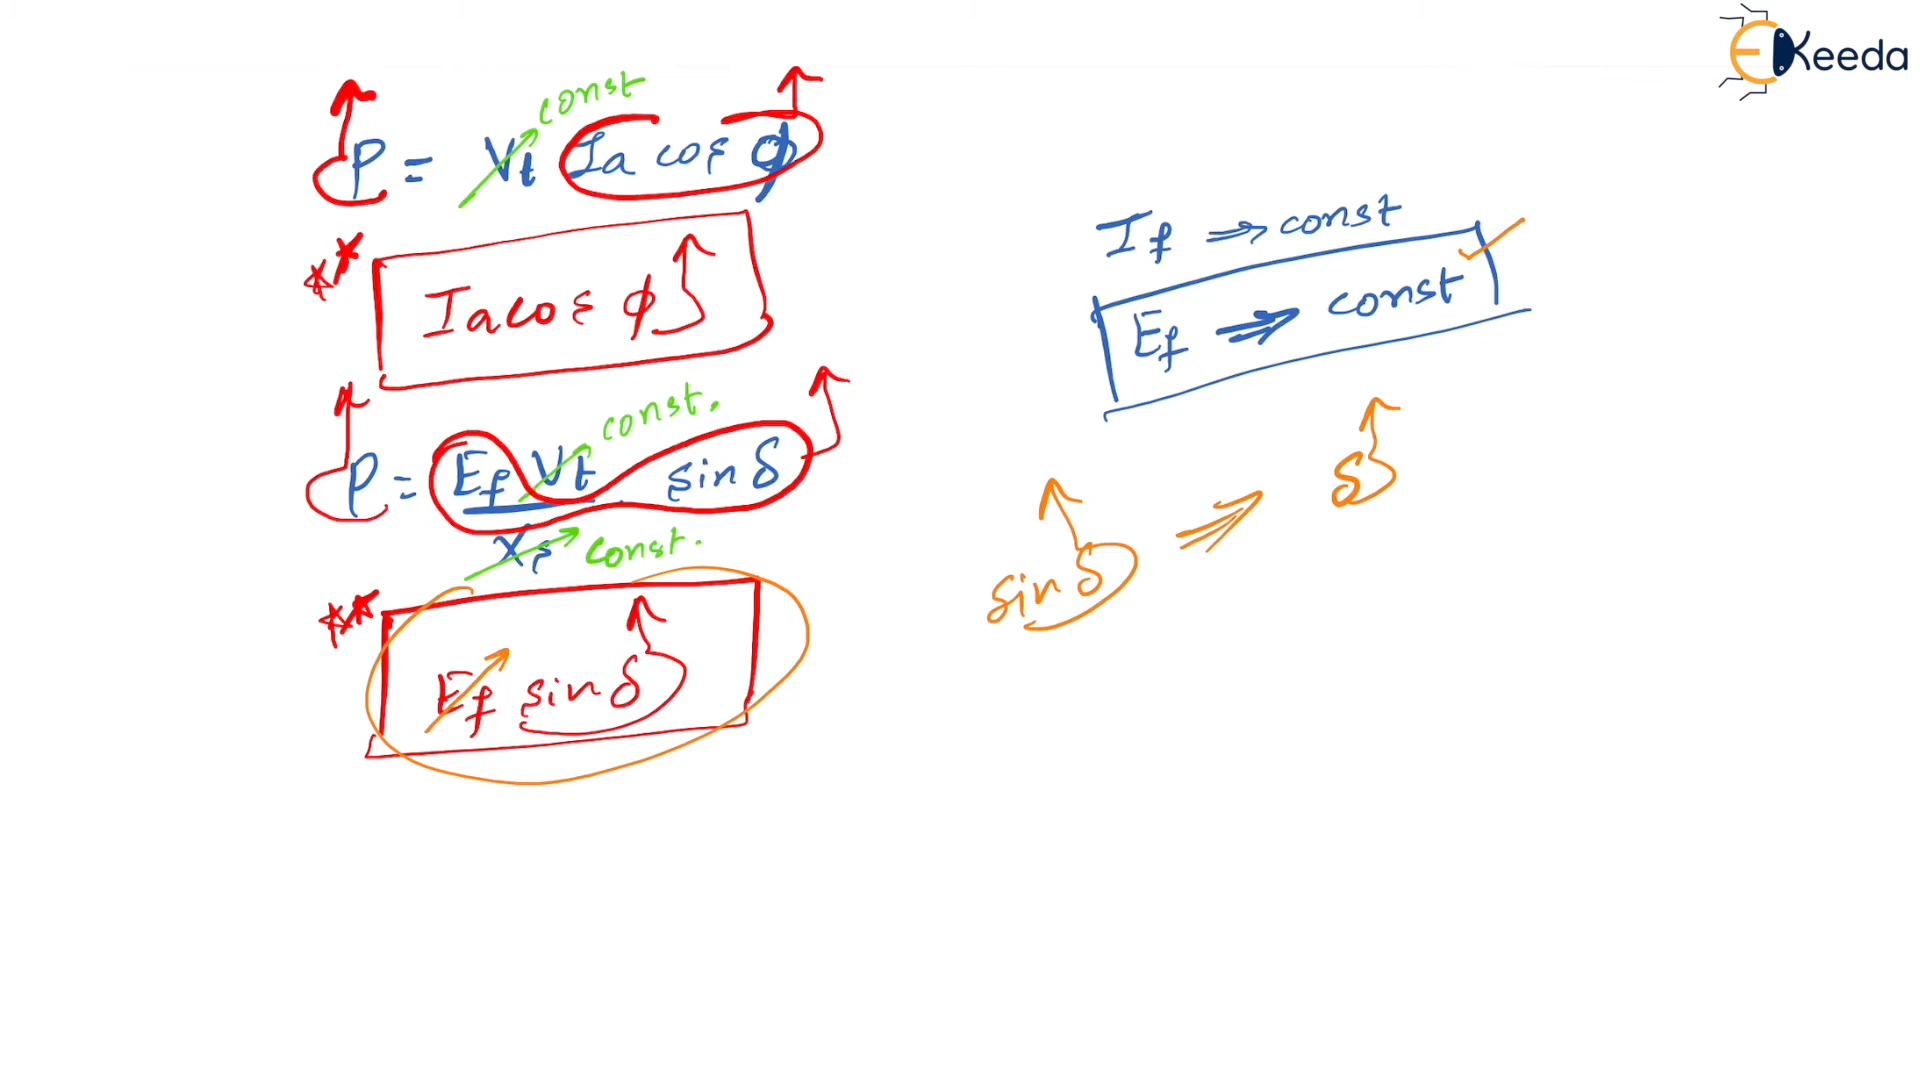 EKeeda
const
P = Vt Ia cos φ
** Ia cos φ ↑
const.
P = Ef Vt sin δ
Xs const.
** Ef sin δ ↑
If ⇒ const
Ef ⇒ const
sin δ ↑ ⇒ δ ↑